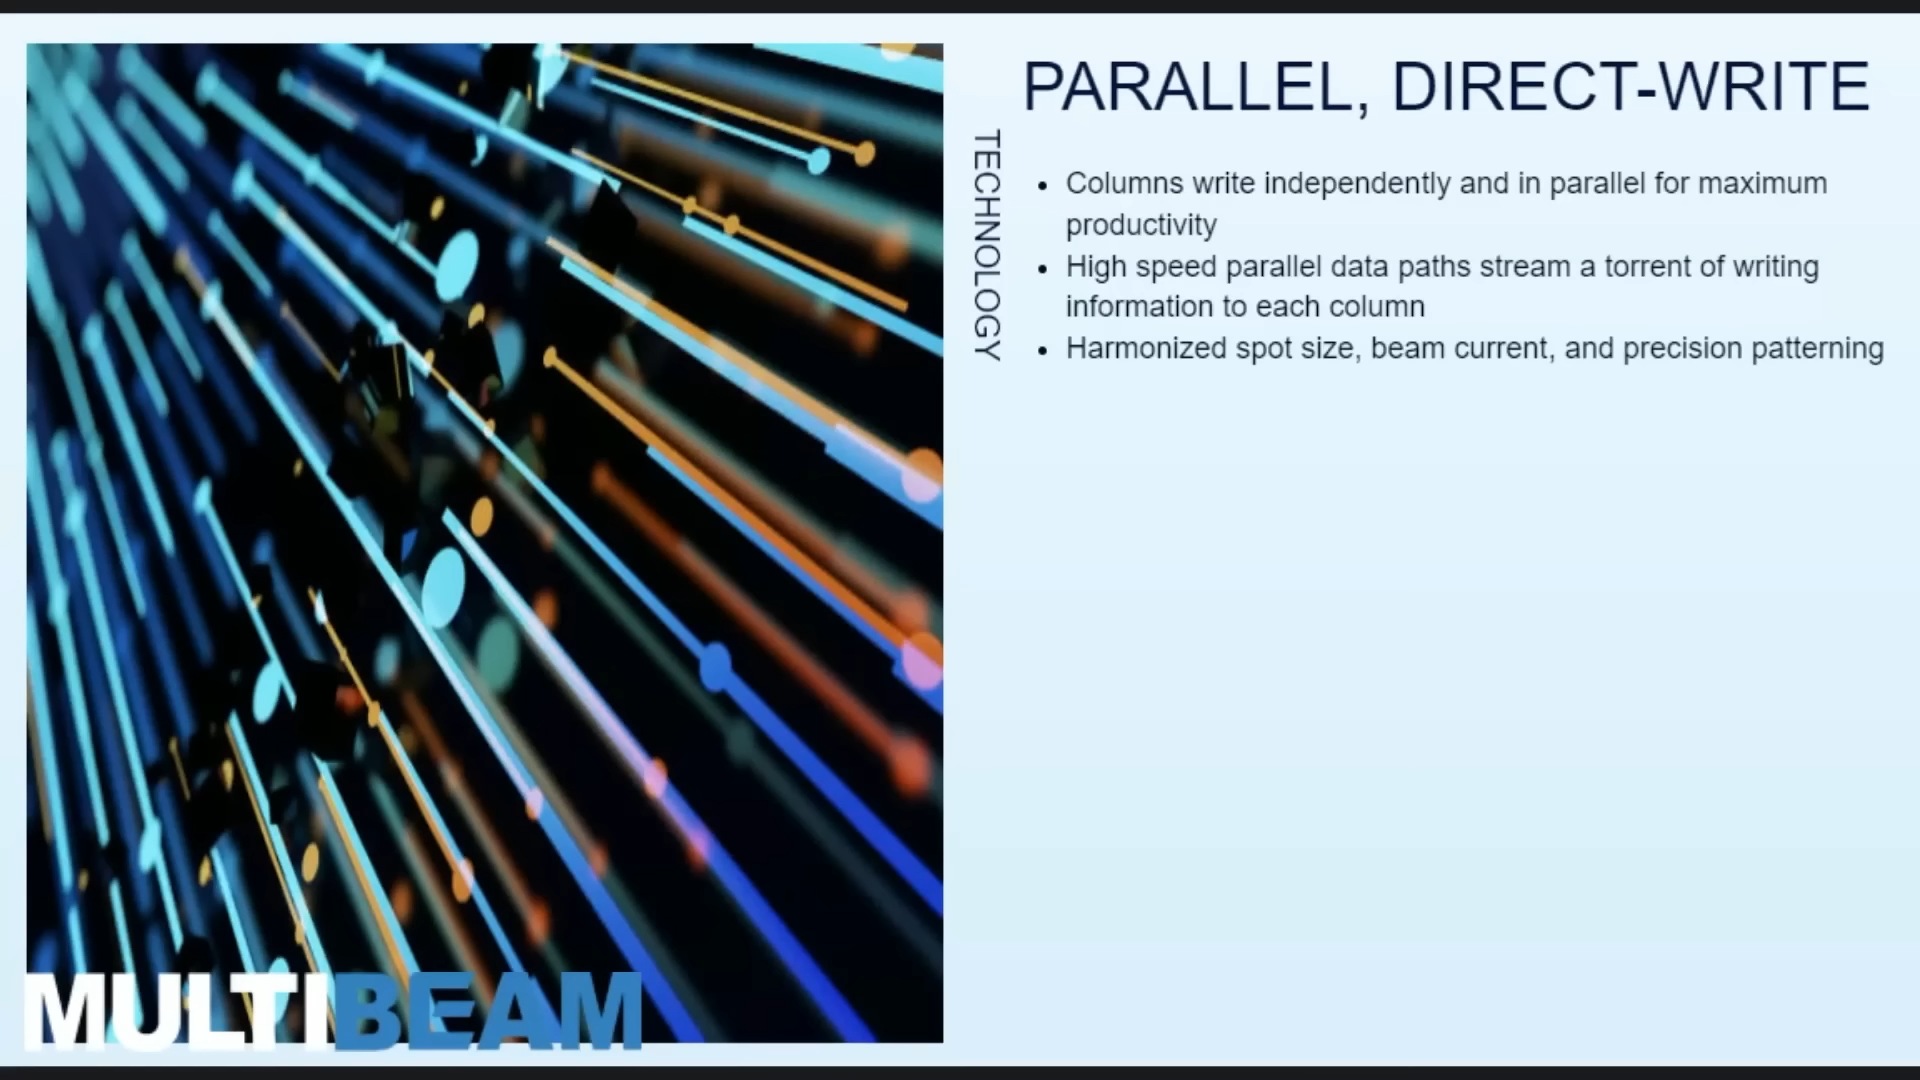 PARALLEL, DIRECT-WRITE
TECHNOLOGY
• Columns write independently and in parallel for maximum
productivity
• High speed parallel data paths stream a torrent of writing
information to each column
• Harmonized spot size, beam current, and precision patterning
MULTIBEAM